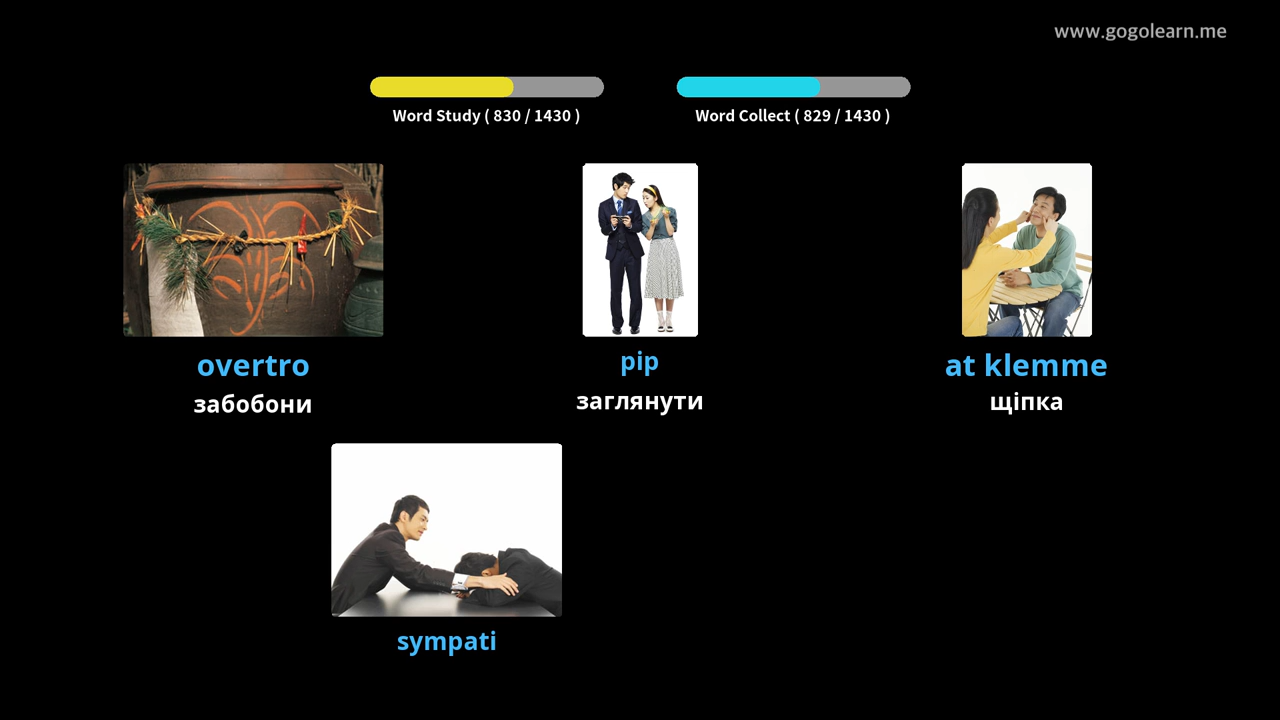 www.gogolearn.me
Word Study ( 830 / 1430 )
Word Collect ( 829 / 1430 )
overtro
забобони
pip
заглянути
at klemme
щіпка
sympati